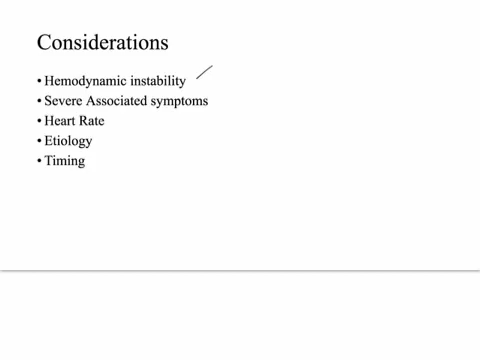 Considerations
• Hemodynamic instability
• Severe Associated symptoms
• Heart Rate
• Etiology
• Timing